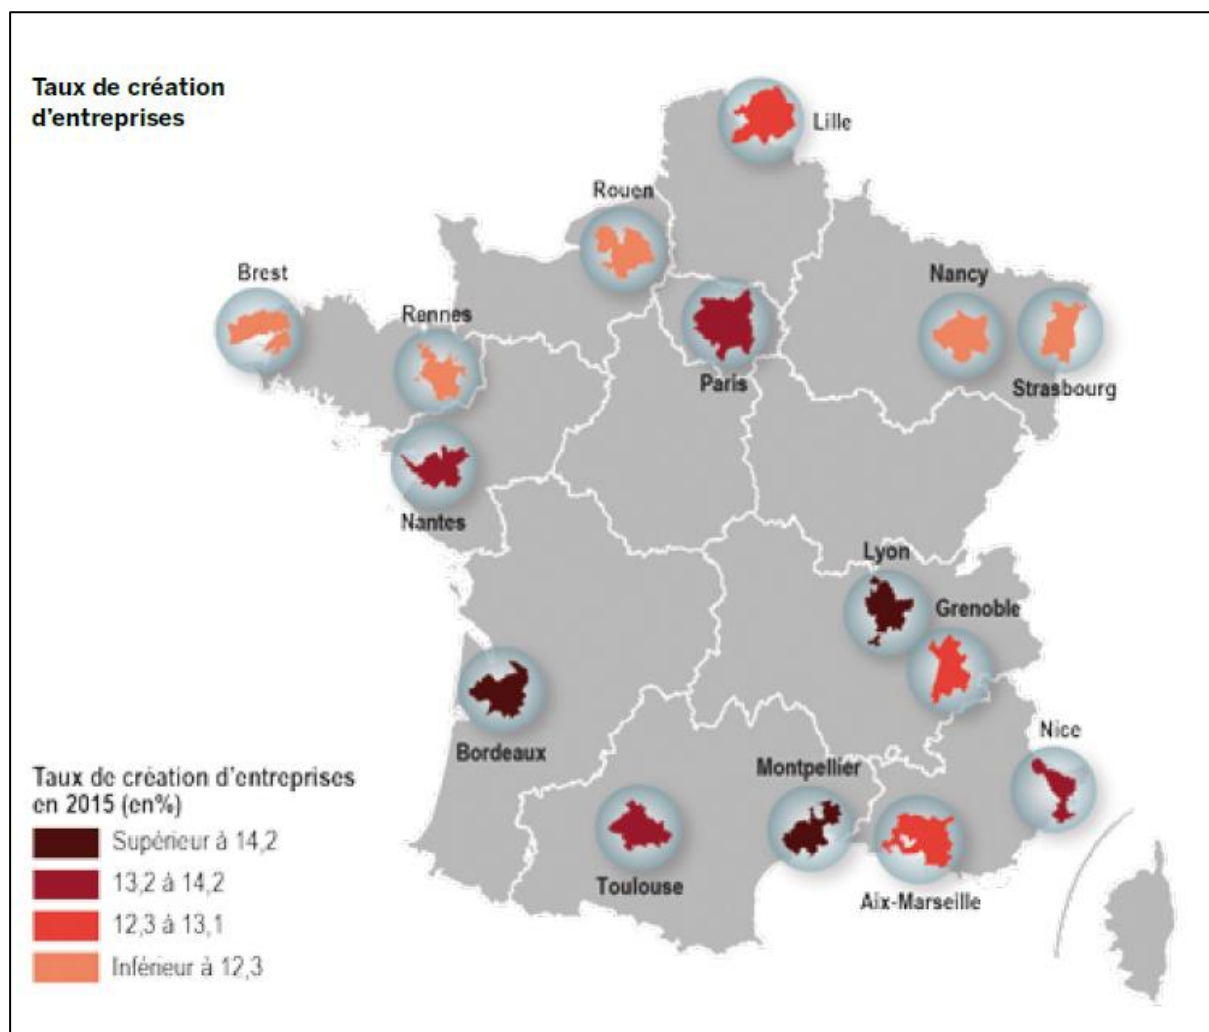 Taux de création
d'entreprises
Lille
Rouen
Brest
Nancy
Rennes
Strasbourg
Paris
Nantes
Lyon
Grenoble
Nice
Bordeaux
Montpellier
Toulouse
Aix-Marseille
Taux de création d'entreprises
en 2015 (en%)
Supérieur à 14,2
13,2 à 14,2
12,3 à 13,1
Inférieur à 12,3